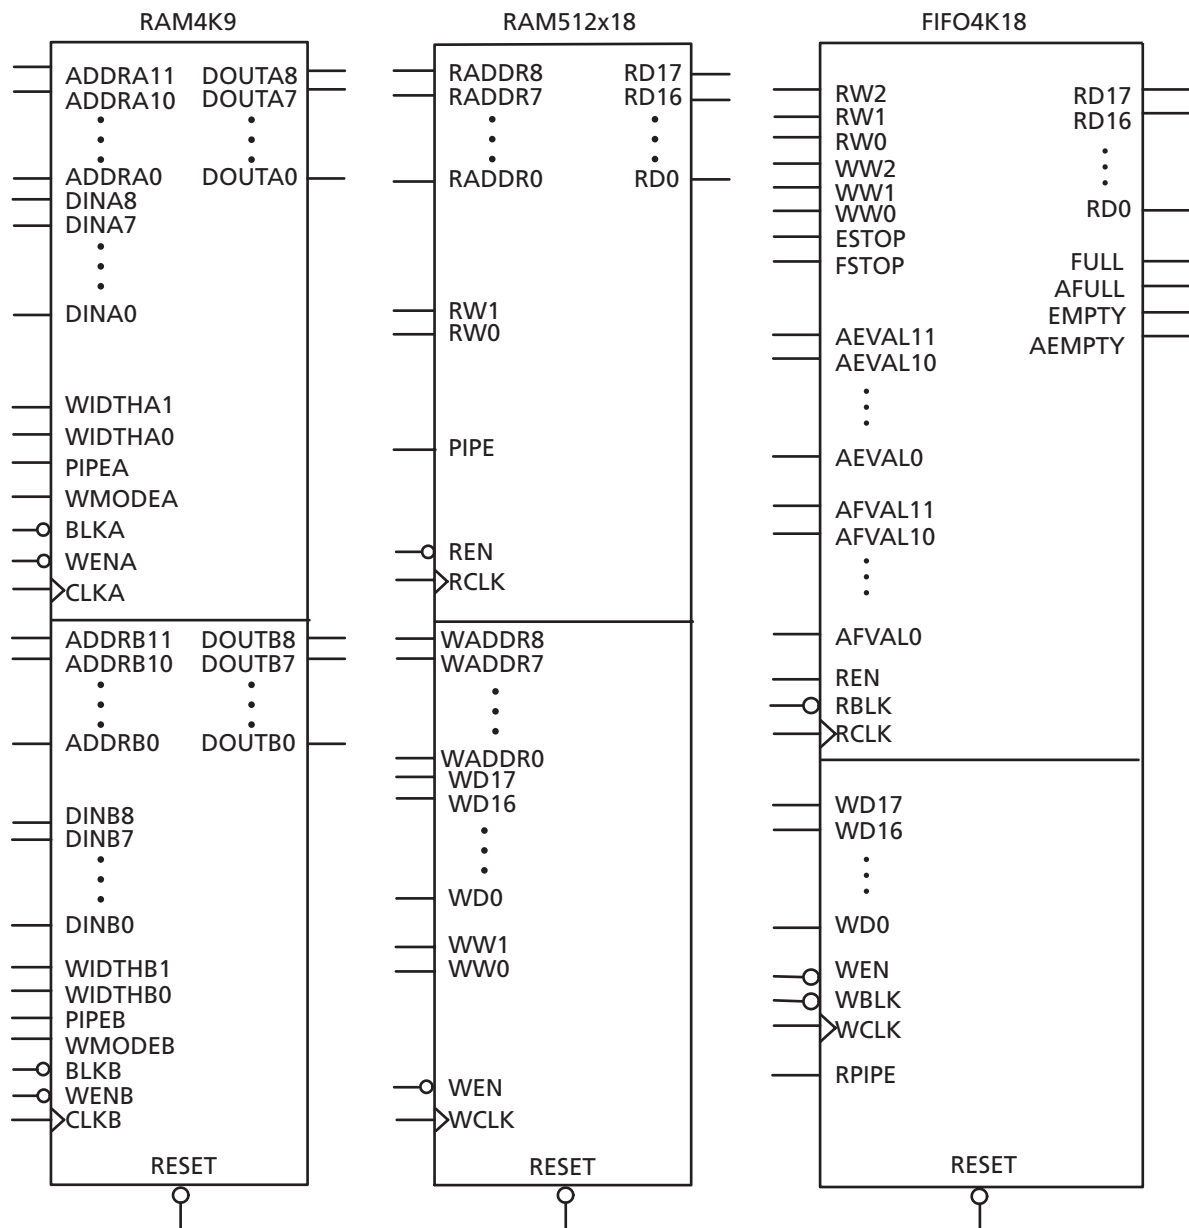 RAM4K9
ADDRA11 DOUTA8
ADDRA10 DOUTA7
ADDRA0 DOUTA0
DINA8
DINA7
DINA0
WIDTHA1
WIDTHA0
PIPEA
WMODEA
BLKA
WENA
CLKA
ADDRB11 DOUTB8
ADDRB10 DOUTB7
ADDRB0 DOUTB0
DINB8
DINB7
DINB0
WIDTHB1
WIDTHB0
PIPEB
WMODEB
BLKB
WENB
CLKB
RESET
RAM512x18
RADDR8 RD17
RADDR7 RD16
RADDR0 RD0
RW1
RW0
PIPE
REN
RCLK
WADDR8
WADDR7
WADDR0
WD17
WD16
WD0
WW1
WW0
WEN
WCLK
RESET
FIFO4K18
RW2 RD17
RW1 RD16
RW0
WW2
WW1
WW0 RD0
ESTOP
FSTOP FULL
AFULL
EMPTY
AEVAL11 AEMPTY
AEVAL10
AEVAL0
AFVAL11
AFVAL10
AFVAL0
REN
RBLK
RCLK
WD17
WD16
WD0
WEN
WBLK
WCLK
RPIPE
RESET